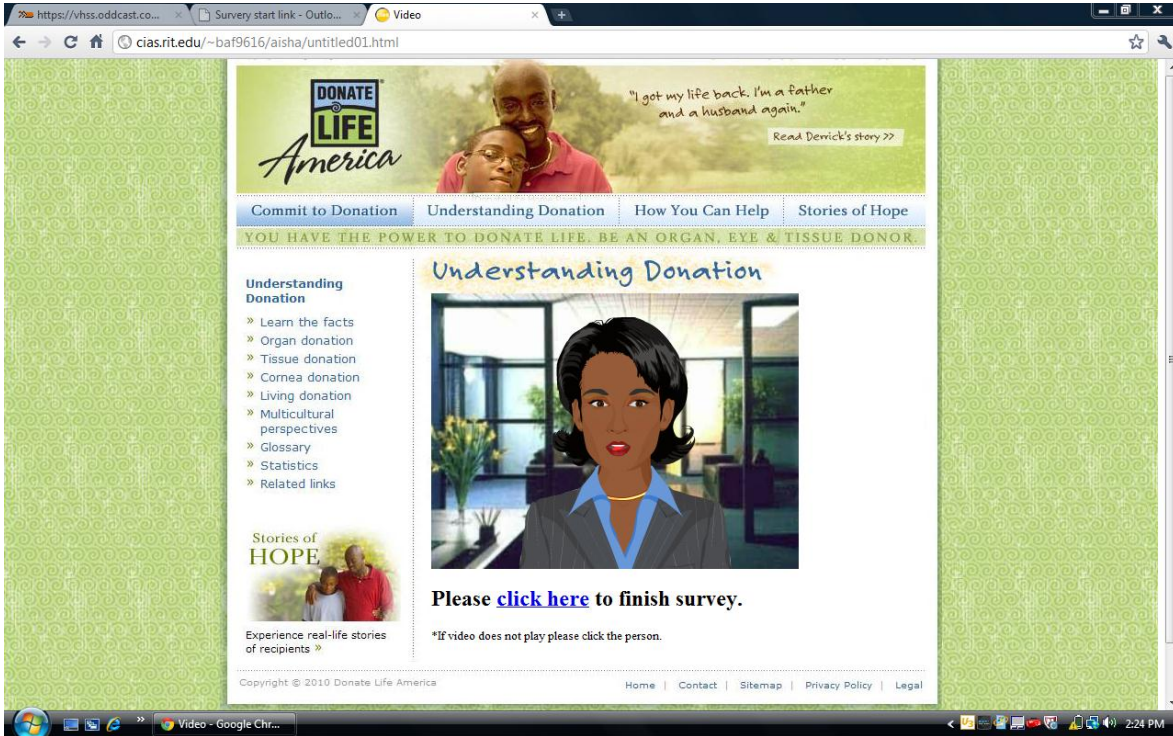 https://vhss.oddcast.co...
Survery start link - Outlo...
Video
cias.rit.edu/~baf9616/aisha/untitled01.html
DONATE
LIFE
America
"I got my life back. I'm a father
and a husband again."
Read Derrick's story >>
Commit to Donation
Understanding Donation
How You Can Help
Stories of Hope
YOU HAVE THE POWER TO DONATE LIFE. BE AN ORGAN, EYE & TISSUE DONOR.
Understanding
Donation
» Learn the facts
» Organ donation
» Tissue donation
» Cornea donation
» Living donation
» Multicultural
perspectives
» Glossary
» Statistics
» Related links
Stories of
HOPE
Experience real-life stories
of recipients »
Understanding Donation
Please click here to finish survey.
*If video does not play please click the person.
Copyright © 2010 Donate Life America
Home | Contact | Sitemap | Privacy Policy | Legal
Video - Google Chr...
2:24 PM